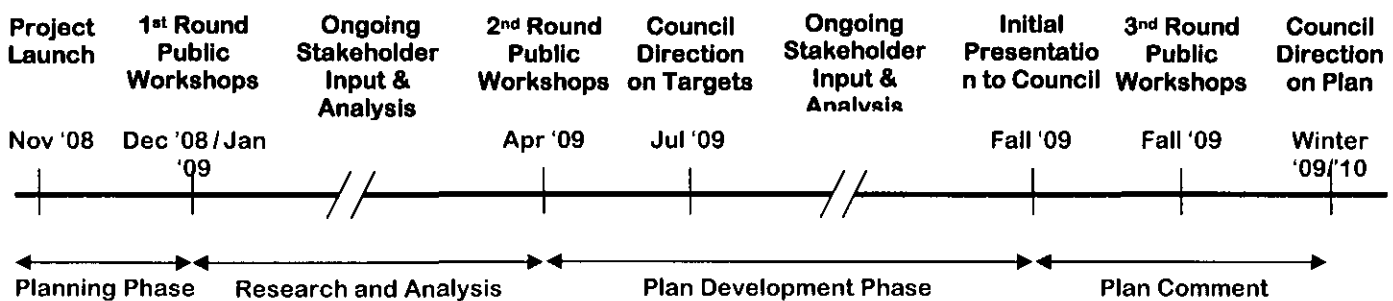 Project Launch
1st Round Public Workshops
Ongoing Stakeholder Input & Analysis
2nd Round Public Workshops
Council Direction on Targets
Ongoing Stakeholder Input & Analysis
Initial Presentatio n to Council
3nd Round Public Workshops
Council Direction on Plan
Nov '08
Dec '08 / Jan '09
Apr '09
Jul '09
Fall '09
Fall '09
Winter '09/'10
Planning Phase
Research and Analysis
Plan Development Phase
Plan Comment